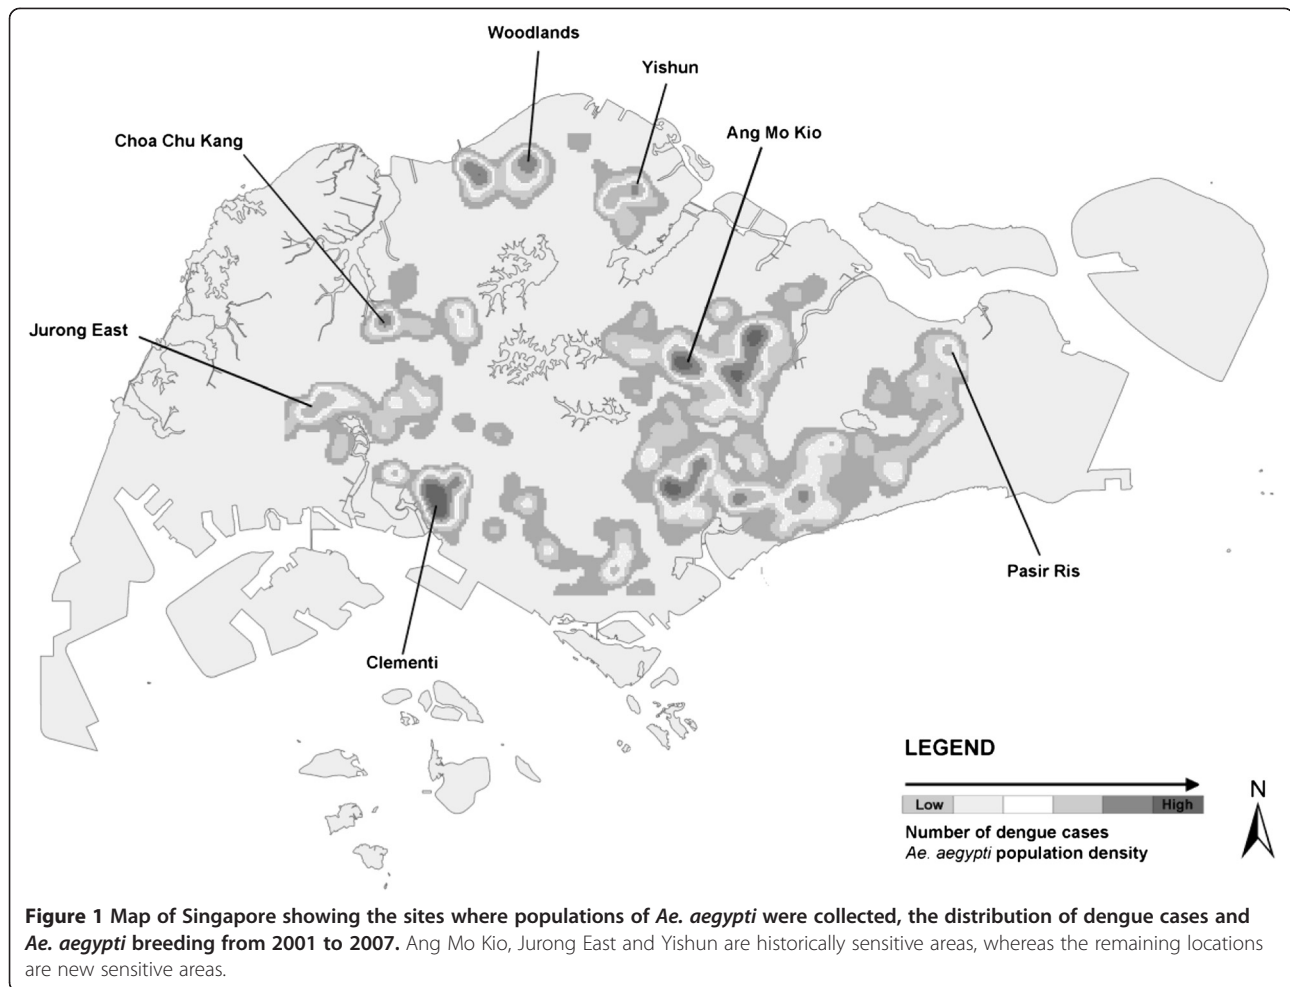 Woodlands
Yishun
Ang Mo Kio
Choa Chu Kang
Jurong East
Pasir Ris
Clementi
LEGEND
Low High
N
Number of dengue cases
Ae. aegypti population density
Figure 1 Map of Singapore showing the sites where populations of Ae. aegypti were collected, the distribution of dengue cases and
Ae. aegypti breeding from 2001 to 2007. Ang Mo Kio, Jurong East and Yishun are historically sensitive areas, whereas the remaining locations
are new sensitive areas.